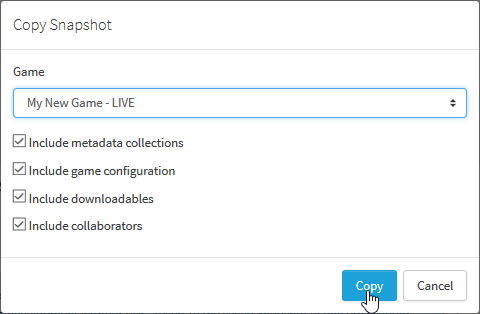 Copy Snapshot
Game
My New Game - LIVE
Include metadata collections
Include game configuration
Include downloadables
Include collaborators
Copy Cancel